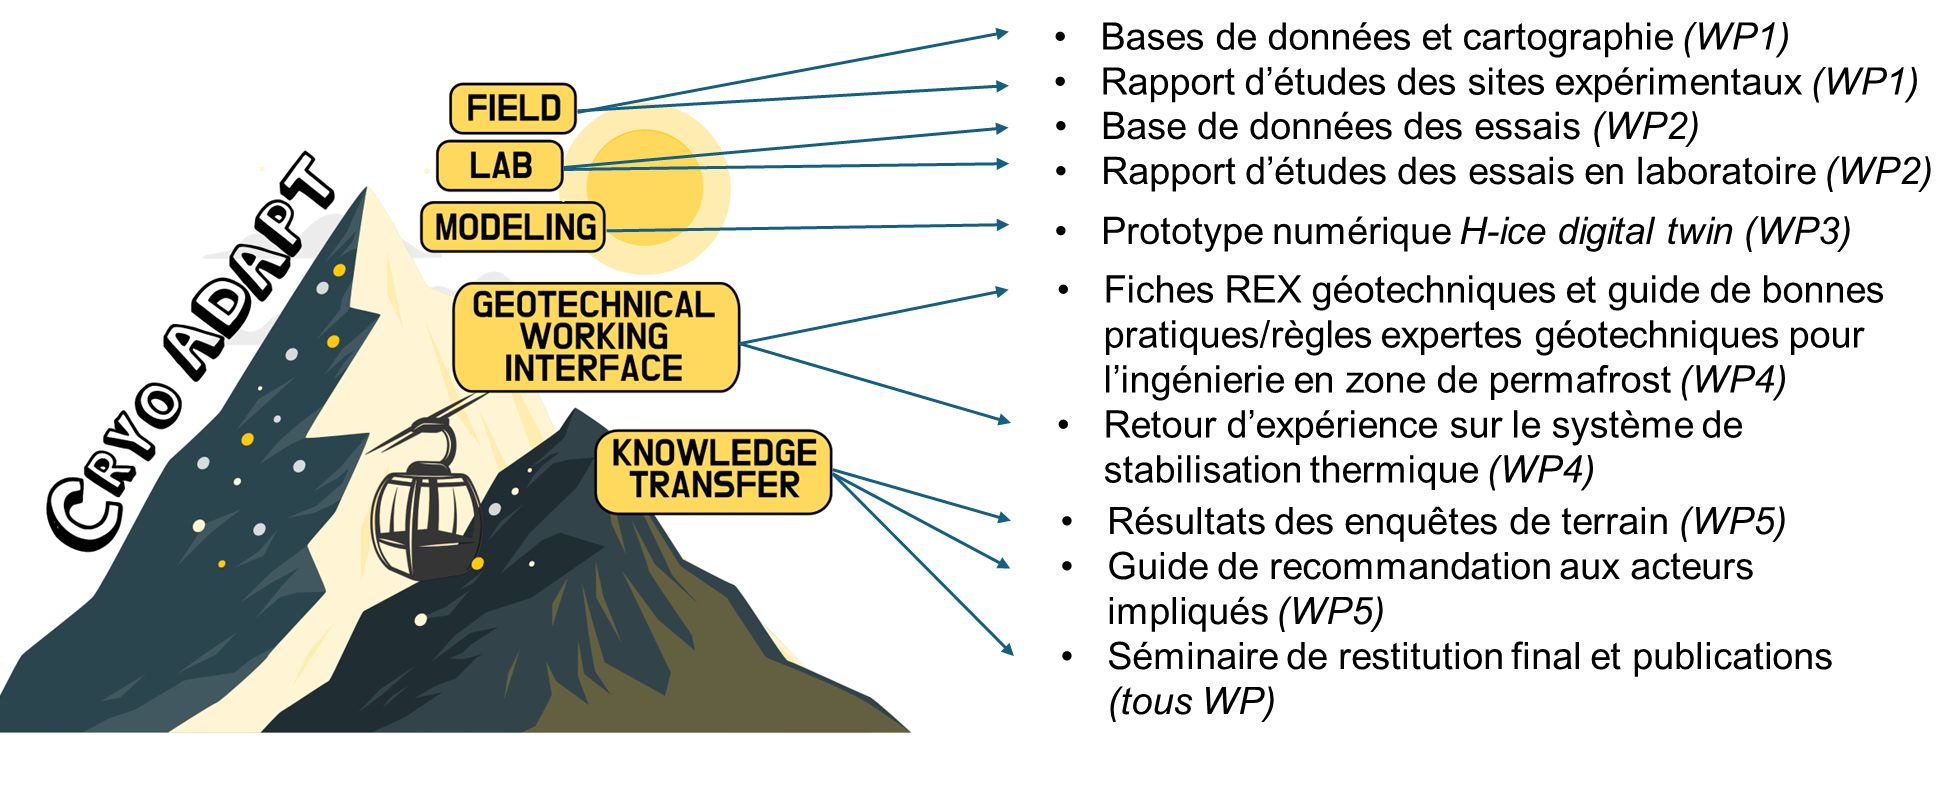 CRYO ADAPT
FIELD
LAB
MODELING
GEOTECHNICAL
WORKING
INTERFACE
KNOWLEDGE
TRANSFER
• Bases de données et cartographie (WP1)
• Rapport d’études des sites expérimentaux (WP1)
• Base de données des essais (WP2)
• Rapport d’études des essais en laboratoire (WP2)
• Prototype numérique H-ice digital twin (WP3)
• Fiches REX géotechniques et guide de bonnes
pratiques/règles expertes géotechniques pour
l’ingénierie en zone de permafrost (WP4)
• Retour d’expérience sur le système de
stabilisation thermique (WP4)
• Résultats des enquêtes de terrain (WP5)
• Guide de recommandation aux acteurs
impliqués (WP5)
• Séminaire de restitution final et publications
(tous WP)